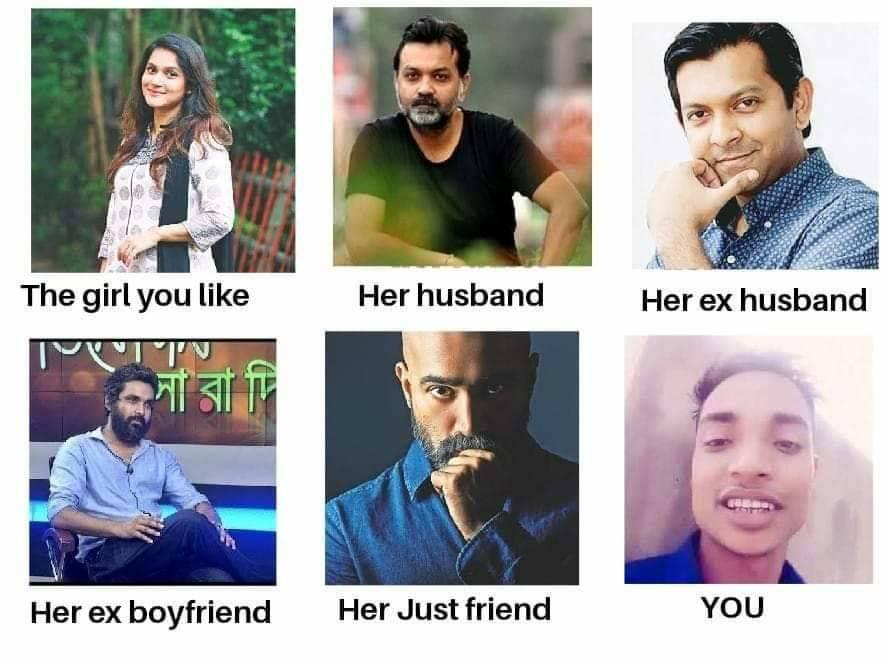 The girl you like
Her husband
Her ex husband
সা রা দি
Her ex boyfriend
Her Just friend
YOU